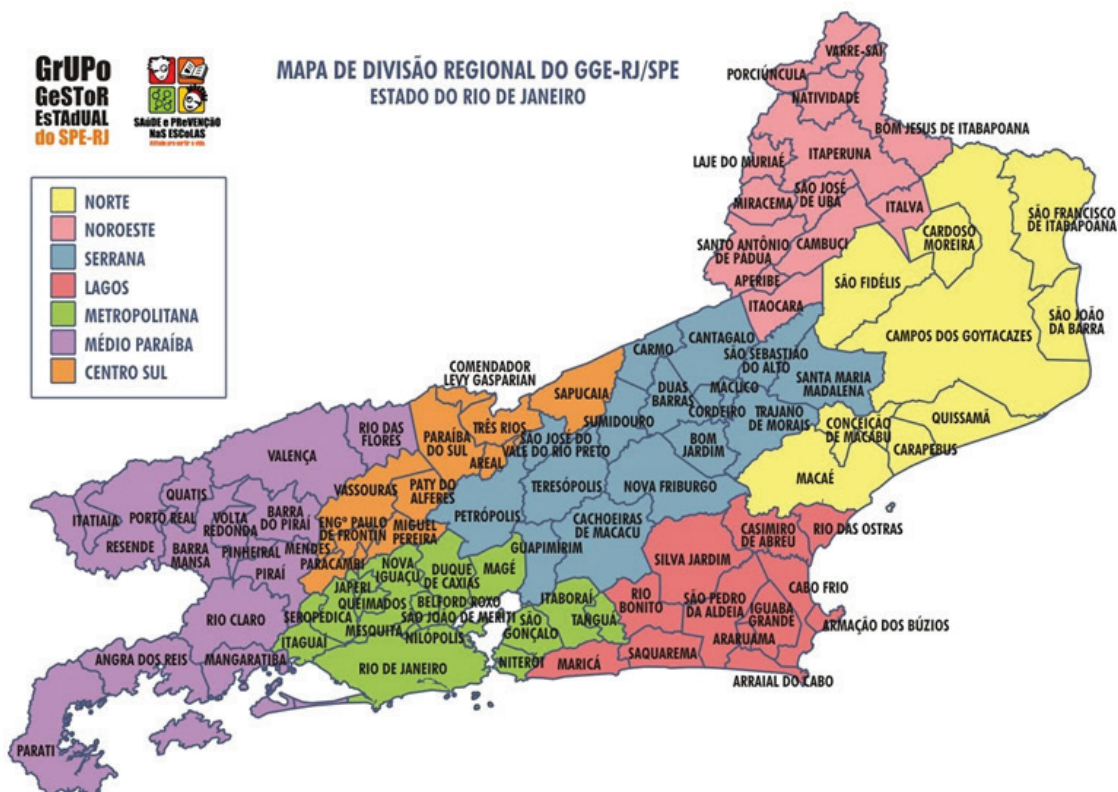 GrUPo
GeSToR
EsTAdUAL
do SPE-RJ
SAúDE e PReVENÇÃO
NaS ESCoLAS
MAPA DE DIVISÃO REGIONAL DO GGE-RJ/SPE
ESTADO DO RIO DE JANEIRO
NORTE
NOROESTE
SERRANA
LAGOS
METROPOLITANA
MÉDIO PARAÍBA
CENTRO SUL
VARRE-SAI
PORCIÚNCULA
NATIVIDADE
BOM JESUS DE ITABAPOANA
LAJE DO MURIAÉ
ITAPERUNA
MIRACEMA
SÃO JOSÉ
DE UBÁ
ITALVA
SANTO ANTÔNIO
DE PÁDUA
CAMBUCI
APERIBE
ITAOCARA
CARDOSO
MOREIRA
SÃO FRANCISCO
DE ITABAPOANA
SÃO FIDÉLIS
SÃO JOÃO
DA BARRA
CAMPOS DOS GOYTACAZES
CANTAGALO
CARMO
SÃO SEBASTIÃO
DO ALTO
SANTA MARIA
MADALENA
DUAS
BARRAS
MACUCO
CORDEIRO
TRAJANO
DE MORAIS
SUMIDOURO
BOM
JARDIM
CONCEIÇÃO
DE MACABU
QUISSAMÃ
CARAPEBUS
MACAÉ
COMENDADOR
LEVY GASPARIAN
SAPUCAIA
TRÊS RIOS
PARAÍBA
DO SUL
AREAL
SÃO JOSÉ DO
VALE DO RIO PRETO
RIO DAS
FLORES
VALENÇA
VASSOURAS
PATY DO
ALFERES
TERESÓPOLIS
NOVA FRIBURGO
PETRÓPOLIS
CACHOEIRAS
DE MACACU
GUAPIMIRIM
QUATIS
ITATIAIA
PORTO REAL
VOLTA
REDONDA
BARRA
DO PIRAÍ
ENGº PAULO
DE FRONTIN
MIGUEL
PEREIRA
RESENDE
BARRA
MANSA
PINHEIRAL
MENDES
PARACAMBI
PIRAÍ
NOVA
IGUAÇU
DUQUE
DE CAXIAS
MAGÉ
JAPERI
QUEIMADOS
BELFORD ROXO
SEROPÉDICA
SÃO JOÃO DE MERITI
MESQUITA
NILÓPOLIS
ITAGUAÍ
RIO CLARO
ANGRA DOS REIS
MANGARATIBA
RIO DE JANEIRO
PARATI
ITABORAÍ
SÃO
GONÇALO
TANGUÁ
NITERÓI
MARICÁ
CASIMIRO
DE ABREU
RIO DAS OSTRAS
SILVA JARDIM
CABO FRIO
RIO
BONITO
SÃO PEDRO
DA ALDEIA
IGUABA
GRANDE
ARMAÇÃO DOS BÚZIOS
ARARUAMA
SAQUAREMA
ARRAIAL DO CABO